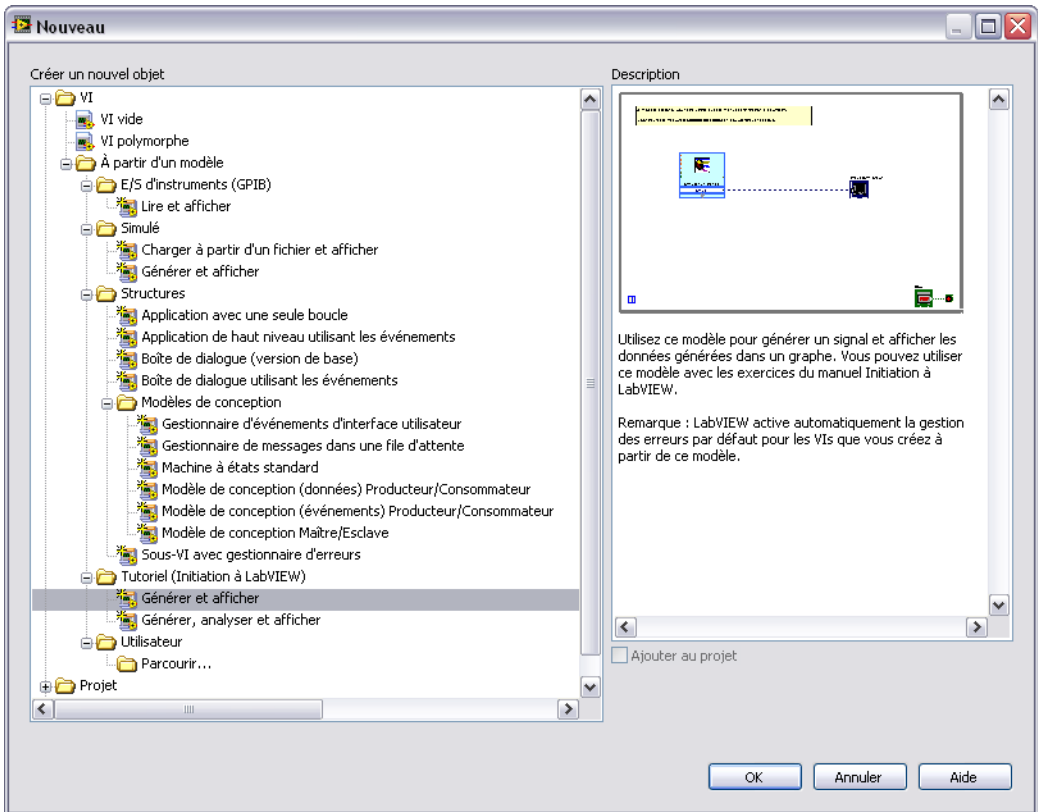 Nouveau
Créer un nouvel objet
VI
VI vide
VI polymorphe
À partir d'un modèle
E/S d'instruments (GPIB)
Lire et afficher
Simulé
Charger à partir d'un fichier et afficher
Générer et afficher
Structures
Application avec une seule boucle
Application de haut niveau utilisant les événements
Boîte de dialogue (version de base)
Boîte de dialogue utilisant les événements
Modèles de conception
Gestionnaire d'événements d'interface utilisateur
Gestionnaire de messages dans une file d'attente
Machine à états standard
Modèle de conception (données) Producteur/Consommateur
Modèle de conception (événements) Producteur/Consommateur
Modèle de conception Maître/Esclave
Sous-VI avec gestionnaire d'erreurs
Tutoriel (Initiation à LabVIEW)
Générer et afficher
Générer, analyser et afficher
Utilisateur
Parcourir...
Projet
Description
Utilisez ce modèle pour générer un signal et afficher les
données générées dans un graphe. Vous pouvez utiliser
ce modèle avec les exercices du manuel Initiation à
LabVIEW.
Remarque : LabVIEW active automatiquement la gestion
des erreurs par défaut pour les VIs que vous créez à
partir de ce modèle.
Ajouter au projet
OK
Annuler
Aide